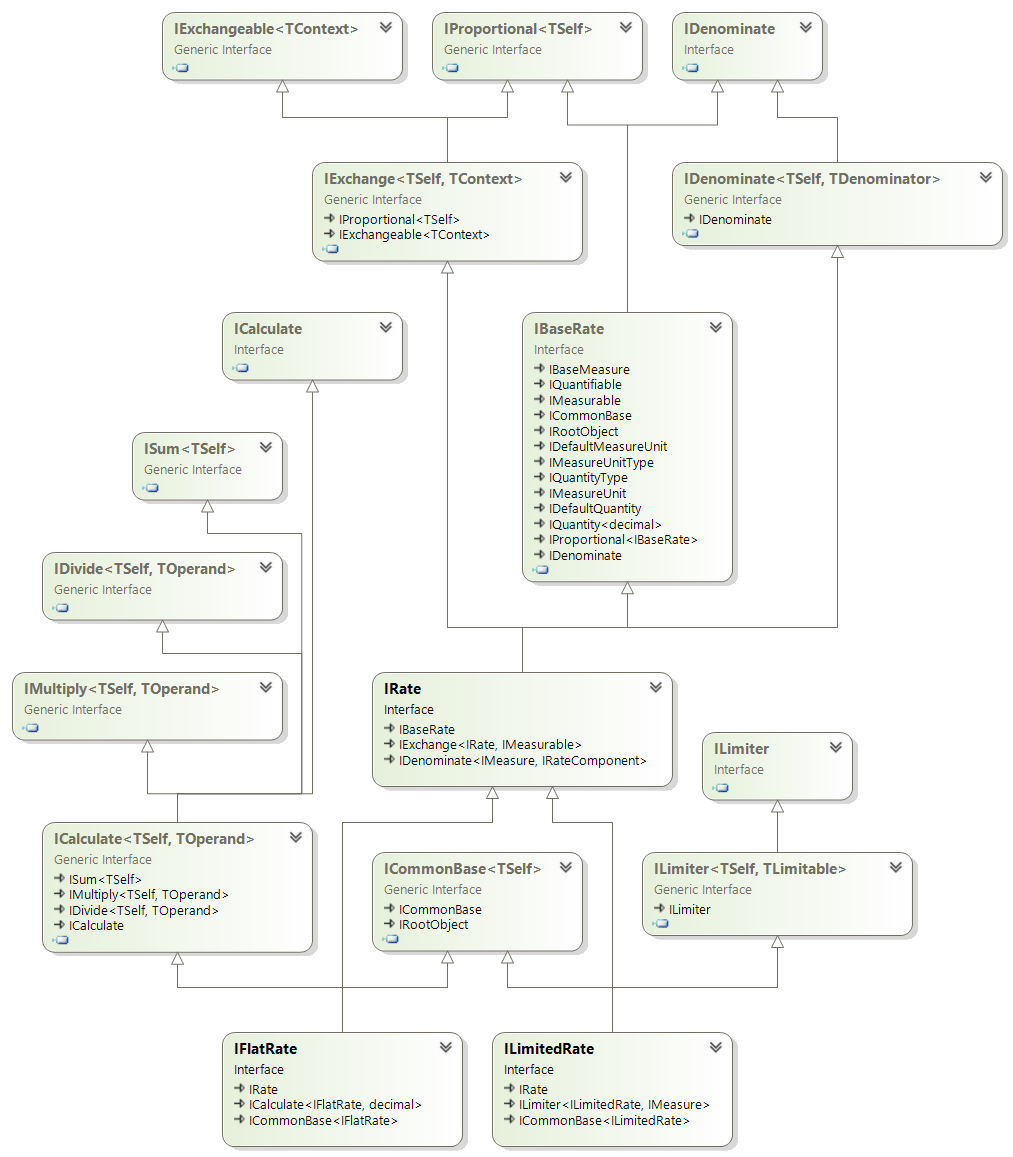 IExchangeable<TContext>
Generic Interface
IProportional<TSelf>
Generic Interface
IDenominate
Interface
IExchange<TSelf, TContext>
Generic Interface
IProportional<TSelf>
IExchangeable<TContext>
IDenominate<TSelf, TDenominator>
Generic Interface
IDenominate
ICalculate
Interface
IBaseRate
Interface
IBaseMeasure
IQuantifiable
IMeasurable
ICommonBase
IRootObject
IDefaultMeasureUnit
IMeasureUnitType
IQuantityType
IMeasureUnit
IDefaultQuantity
IQuantity<decimal>
IProportional<IBaseRate>
IDenominate
ISum<TSelf>
Generic Interface
IDivide<TSelf, TOperand>
Generic Interface
IMultiply<TSelf, TOperand>
Generic Interface
IRate
Interface
IBaseRate
IExchange<IRate, IMeasurable>
IDenominate<IMeasure, IRateComponent>
ILimiter
Interface
ICalculate<TSelf, TOperand>
Generic Interface
ISum<TSelf>
IMultiply<TSelf, TOperand>
IDivide<TSelf, TOperand>
ICalculate
ICommonBase<TSelf>
Generic Interface
ICommonBase
IRootObject
ILimiter<TSelf, TLimitable>
Generic Interface
ILimiter
IFlatRate
Interface
IRate
ICalculate<IFlatRate, decimal>
ICommonBase<IFlatRate>
ILimitedRate
Interface
IRate
ILimiter<ILimitedRate, IMeasure>
ICommonBase<ILimitedRate>